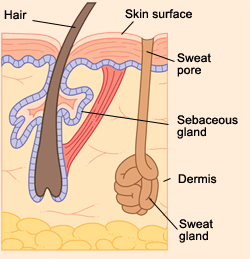 Hair
Skin surface
Sweat
pore
Sebaceous
gland
Dermis
Sweat
gland